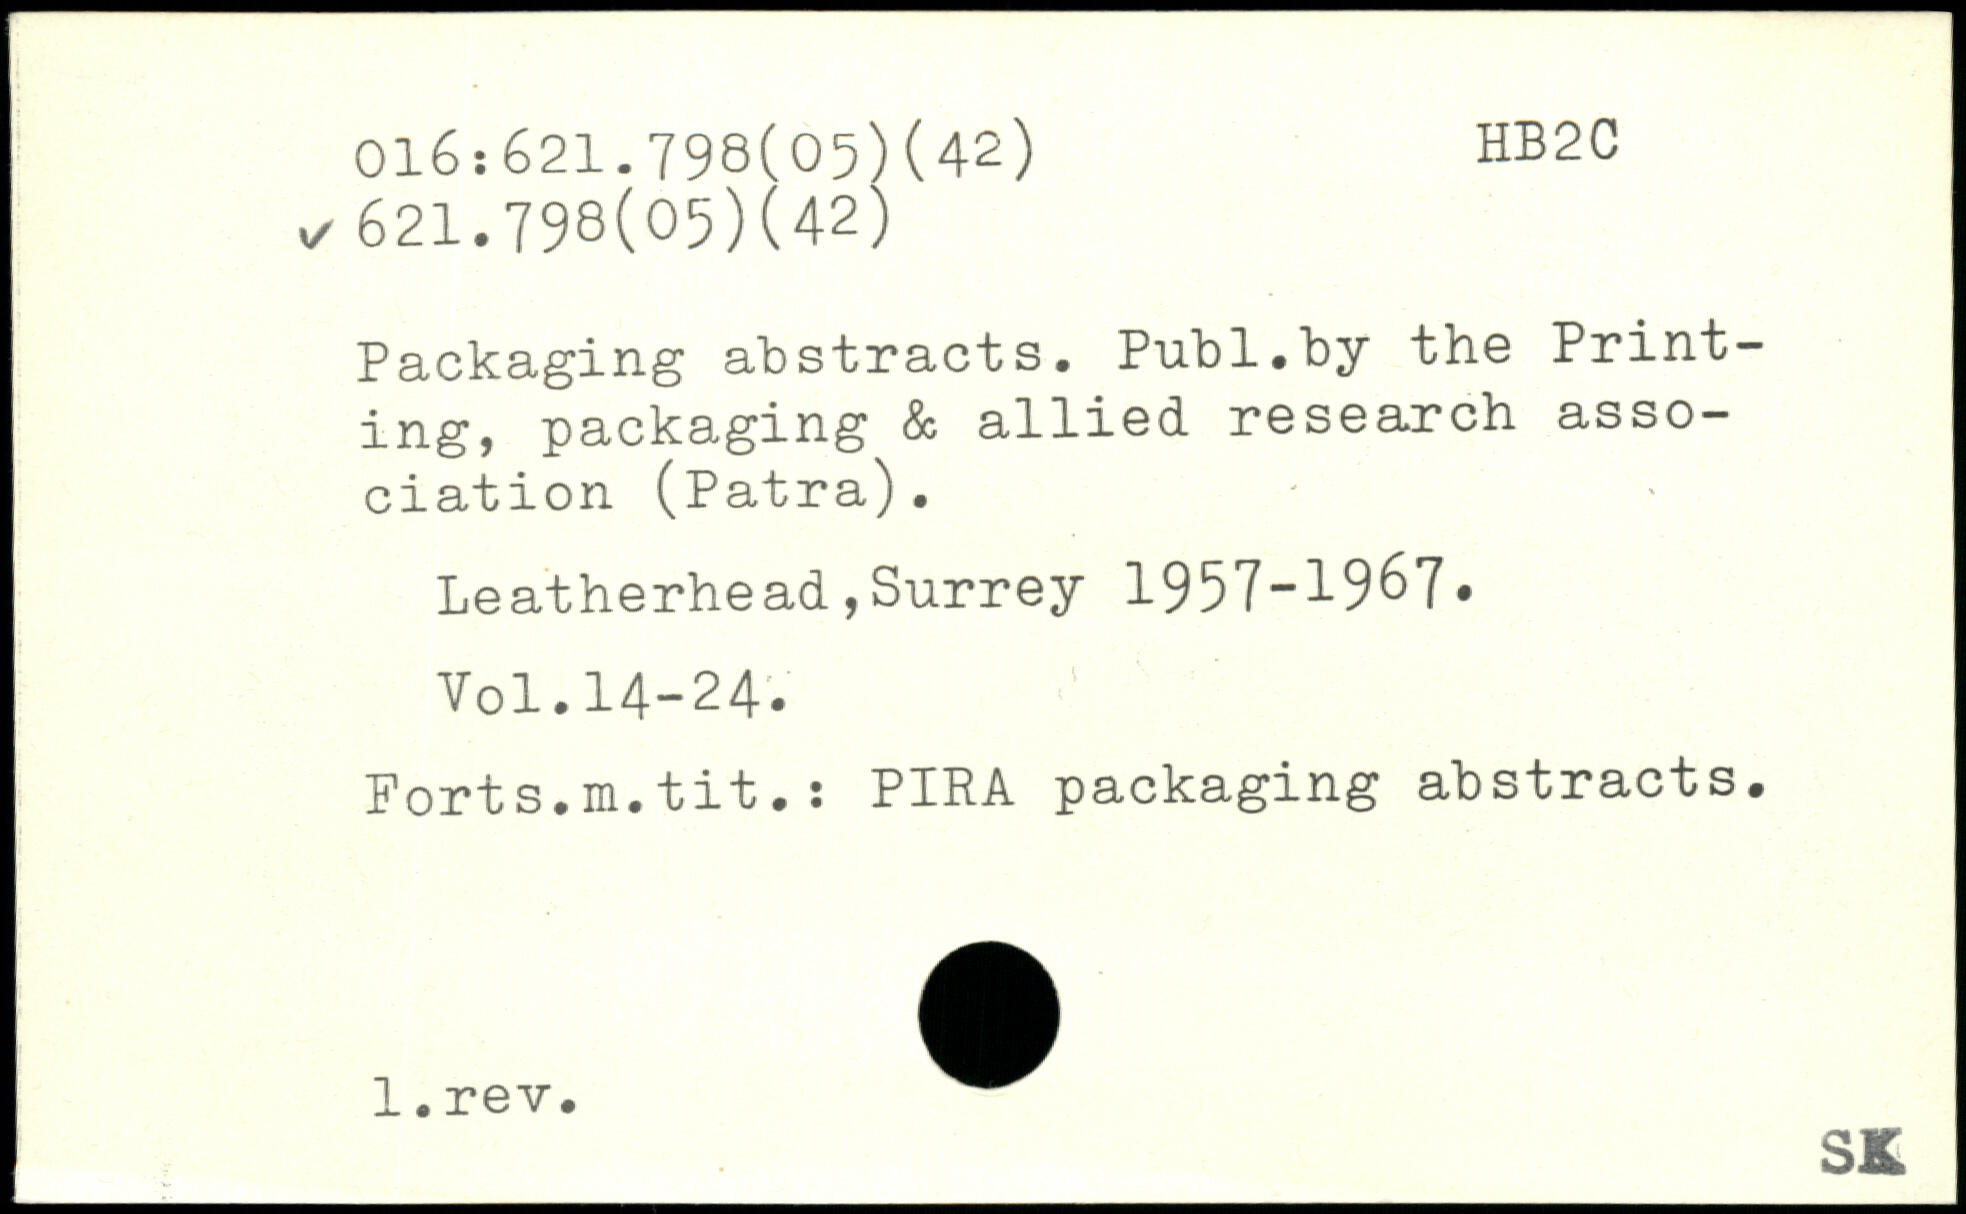 016:621.798(05)(42) HB2C
✓ 621.798(05)(42)
Packaging abstracts. Publ.by the Print-
ing, packaging & allied research asso-
ciation (Patra).
Leatherhead,Surrey 1957-1967.
Vol.14-24.
Forts.m.tit.: PIRA packaging abstracts.
1.rev.
SK